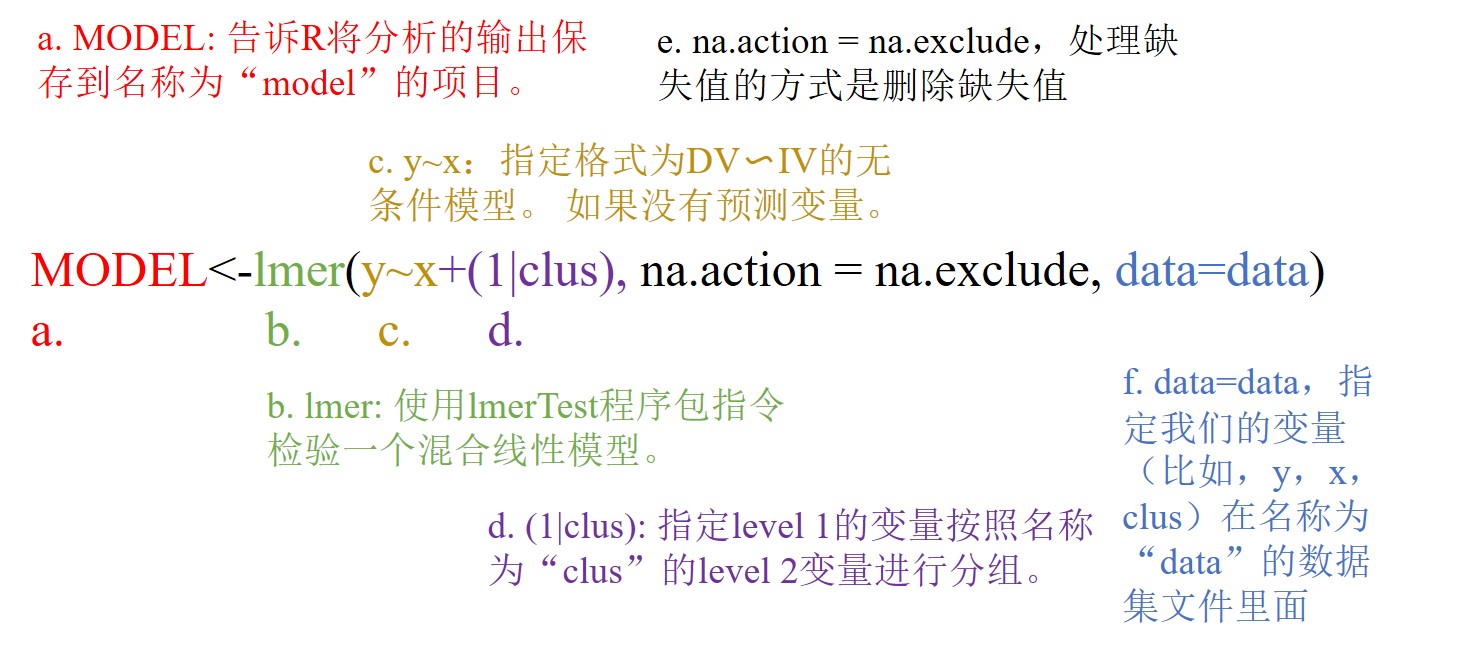 a. MODEL: 告诉R将分析的输出保
存到名称为“model”的项目。
e. na.action = na.exclude，处理缺
失值的方式是删除缺失值
c. y~x：指定格式为DV∽IV的无
条件模型。 如果没有预测变量。
MODEL<-lmer(y~x+(1|clus), na.action = na.exclude, data=data)
a. b. c. d.
b. lmer: 使用lmerTest程序包指令
检验一个混合线性模型。
d. (1|clus): 指定level 1的变量按照名称
为“clus”的level 2变量进行分组。
f. data=data，指
定我们的变量
（比如，y，x，
clus）在名称为
“data”的数据
集文件里面